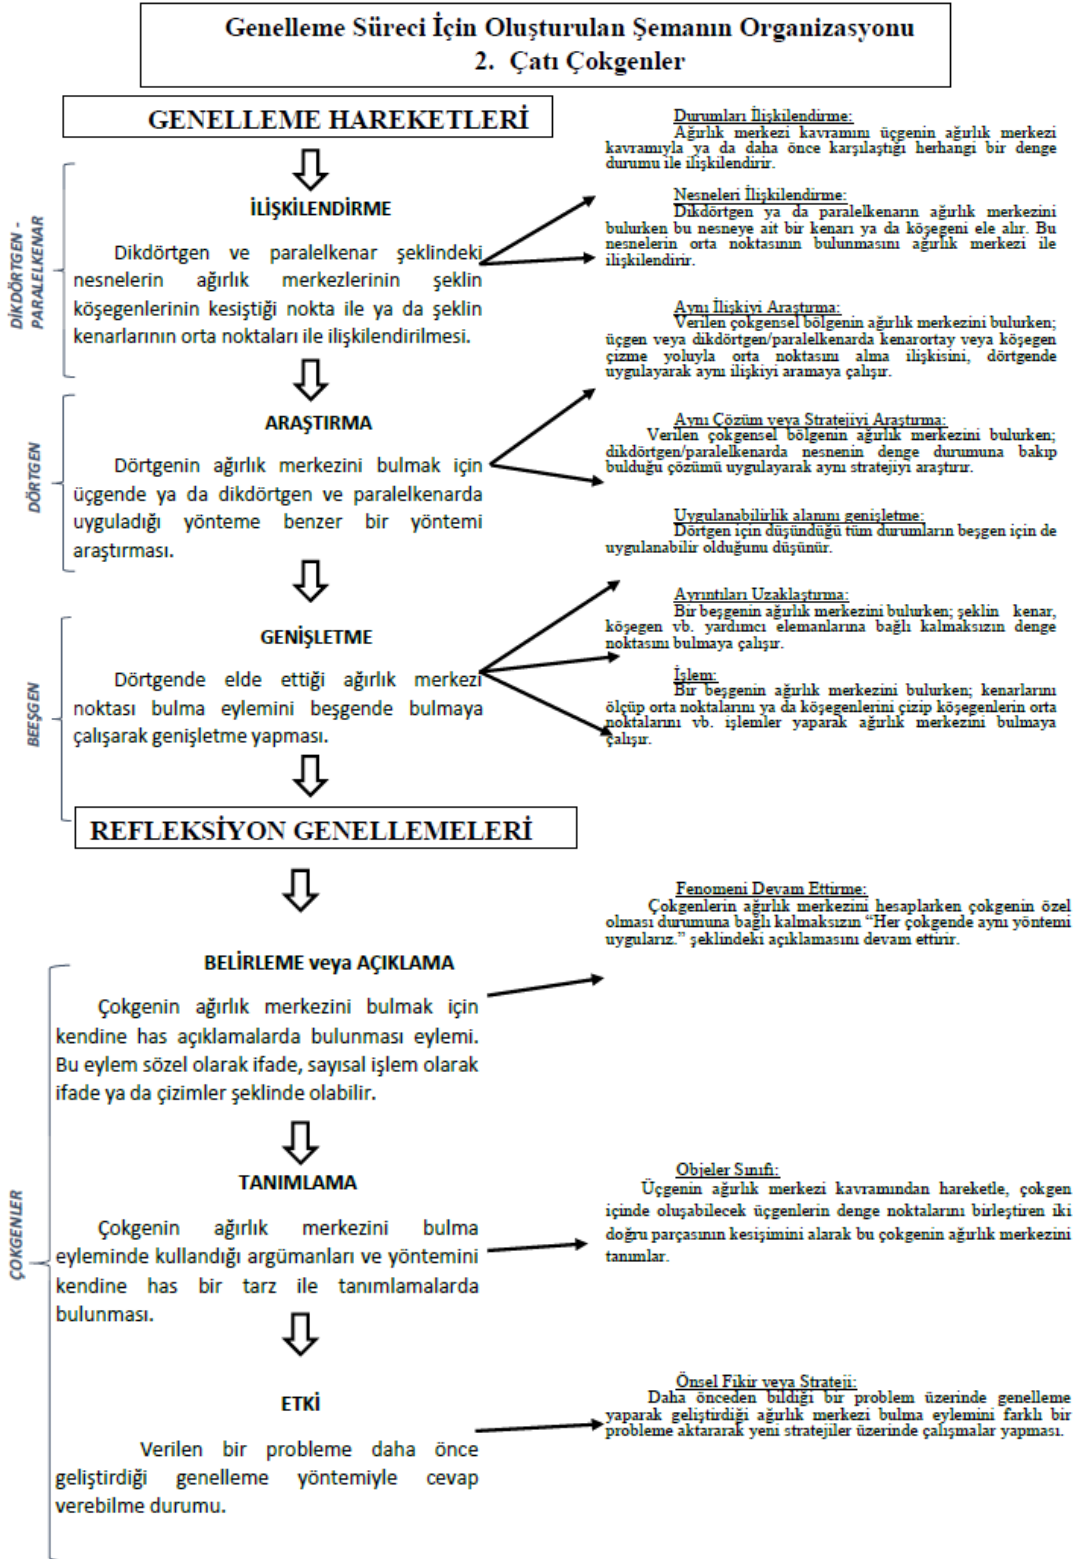 Genelleme Süreci İçin Oluşturulan Şemanın Organizasyonu
2. Çatı Çokgenler
GENELLEME HAREKETLERİ
DİKDÖRTGEN -
PARALELKENAR
İLİŞKİLENDİRME
Dikdörtgen ve paralelkenar şeklindeki
nesnelerin ağırlık merkezlerinin şeklin
köşegenlerinin kesiştiği nokta ile ya da şeklin
kenarlarının orta noktaları ile ilişkilendirilmesi.
Durumları İlişkilendirme:
Ağırlık merkezi kavramını üçgenin ağırlık merkezi
kavramıyla ya da daha önce karşılaştığı herhangi bir denge
durumu ile ilişkilendirir.
Nesneleri İlişkilendirme:
Dikdörtgen ya da paralelkenarın ağırlık merkezini
bulurken bu nesneye ait bir kenarı ya da köşegeni ele alır. Bu
nesnelerin orta noktasının bulunmasını ağırlık merkezi ile
ilişkilendirir.
DÖRTGEN
ARAŞTIRMA
Dörtgenin ağırlık merkezini bulmak için
üçgende ya da dikdörtgen ve paralelkenarda
uyguladığı yönteme benzer bir yöntemi
araştırması.
Aynı İlişkiyi Araştırma:
Verilen çokgensel bölgenin ağırlık merkezini bulurken;
üçgen veya dikdörtgen/paralelkenarda kenarortay veya köşegen
çizme yoluyla orta noktasını alma ilişkisini, dörtgende
uygulayarak aynı ilişkiyi aramaya çalışır.
Aynı Çözüm veya Stratejiyi Araştırma:
Verilen çokgensel bölgenin ağırlık merkezini bulurken;
dikdörtgen/paralelkenarda nesnenin denge durumuna bakıp
bulduğu çözümü uygulayarak aynı stratejiyi araştırır.
BEEŞGEN
GENİŞLETME
Dörtgende elde ettiği ağırlık merkezi
noktası bulma eylemini beşgende bulmaya
çalışarak genişletme yapması.
Uygulanabilirlik alanını genişletme:
Dörtgen için düşündüğü tüm durumların beşgen için de
uygulanabilir olduğunu düşünür.
Ayrıntıları Uzaklaştırma:
Bir beşgenin ağırlık merkezini bulurken; şeklin kenar,
köşegen vb. yardımcı elemanlarına bağlı kalmaksızın denge
noktasını bulmaya çalışır.
İşlem:
Bir beşgenin ağırlık merkezini bulurken; kenarlarını
ölçüp orta noktalarını ya da köşegenlerini çizip köşegenlerin orta
noktalarını vb. işlemler yaparak ağırlık merkezini bulmaya
çalışır.
REFLEKSİYON GENELLEMELERİ
ÇOKGENLER
BELİRLEME veya AÇIKLAMA
Çokgenin ağırlık merkezini bulmak için
kendine has açıklamalarda bulunması eylemi.
Bu eylem sözel olarak ifade, sayısal işlem olarak
ifade ya da çizimler şeklinde olabilir.
Fenomeni Devam Ettirme:
Çokgenlerin ağırlık merkezini hesaplarken çokgenin özel
olması durumuna bağlı kalmaksızın “Her çokgende aynı yöntemi
uygularız.” şeklindeki açıklamasını devam ettirir.
TANIMLAMA
Çokgenin ağırlık merkezini bulma
eyleminde kullandığı argümanları ve yöntemini
kendine has bir tarz ile tanımlamalarda
bulunması.
Objeler Sınıfı:
Üçgenin ağırlık merkezi kavramından hareketle, çokgen
içinde oluşabilecek üçgenlerin denge noktalarını birleştiren iki
doğru parçasının kesişimini alarak bu çokgenin ağırlık merkezini
tanımlar.
ETKİ
Verilen bir probleme daha önce
geliştirdiği genelleme yöntemiyle cevap
verebilme durumu.
Önsel Fikir veya Strateji:
Daha önceden bildiği bir problem üzerinde genelleme
yaparak geliştirdiği ağırlık merkezi bulma eylemini farklı bir
probleme aktararak yeni stratejiler üzerinde çalışmalar yapması.